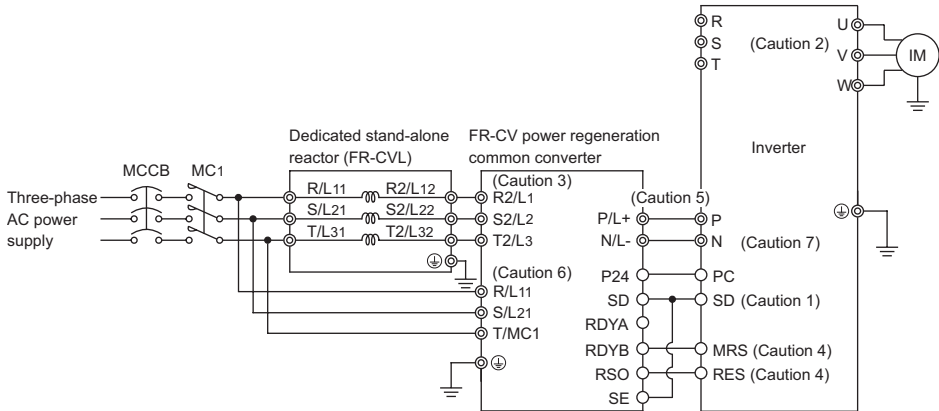 R
S
T
(Caution 2)
U
V
W
IM
Dedicated stand-alone
reactor (FR-CVL)
FR-CV power regeneration
common converter
Inverter
MCCB
MC1
Three-phase
AC power
supply
R/L11
R2/L12
S/L21
S2/L22
T/L31
T2/L32
(Caution 3)
R2/L1
S2/L2
T2/L3
(Caution 6)
R/L11
S/L21
T/MC1
(Caution 5)
P/L+
P
N/L-
N
(Caution 7)
P24
PC
SD
SD (Caution 1)
RDYA
RDYB
MRS (Caution 4)
RSO
RES (Caution 4)
SE